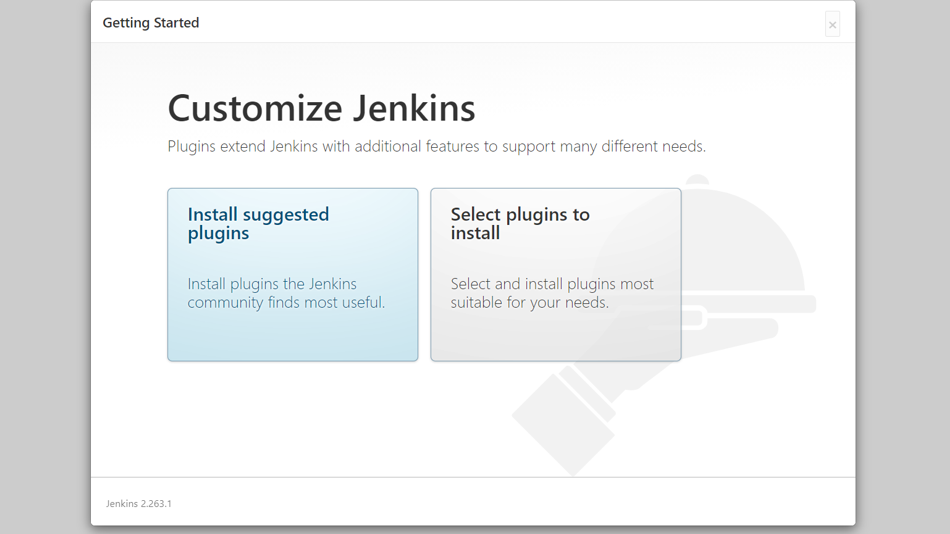 Getting Started
×
Customize Jenkins
Plugins extend Jenkins with additional features to support many different needs.
Install suggested
plugins
Install plugins the Jenkins
community finds most useful.
Select plugins to
install
Select and install plugins most
suitable for your needs.
Jenkins 2.263.1